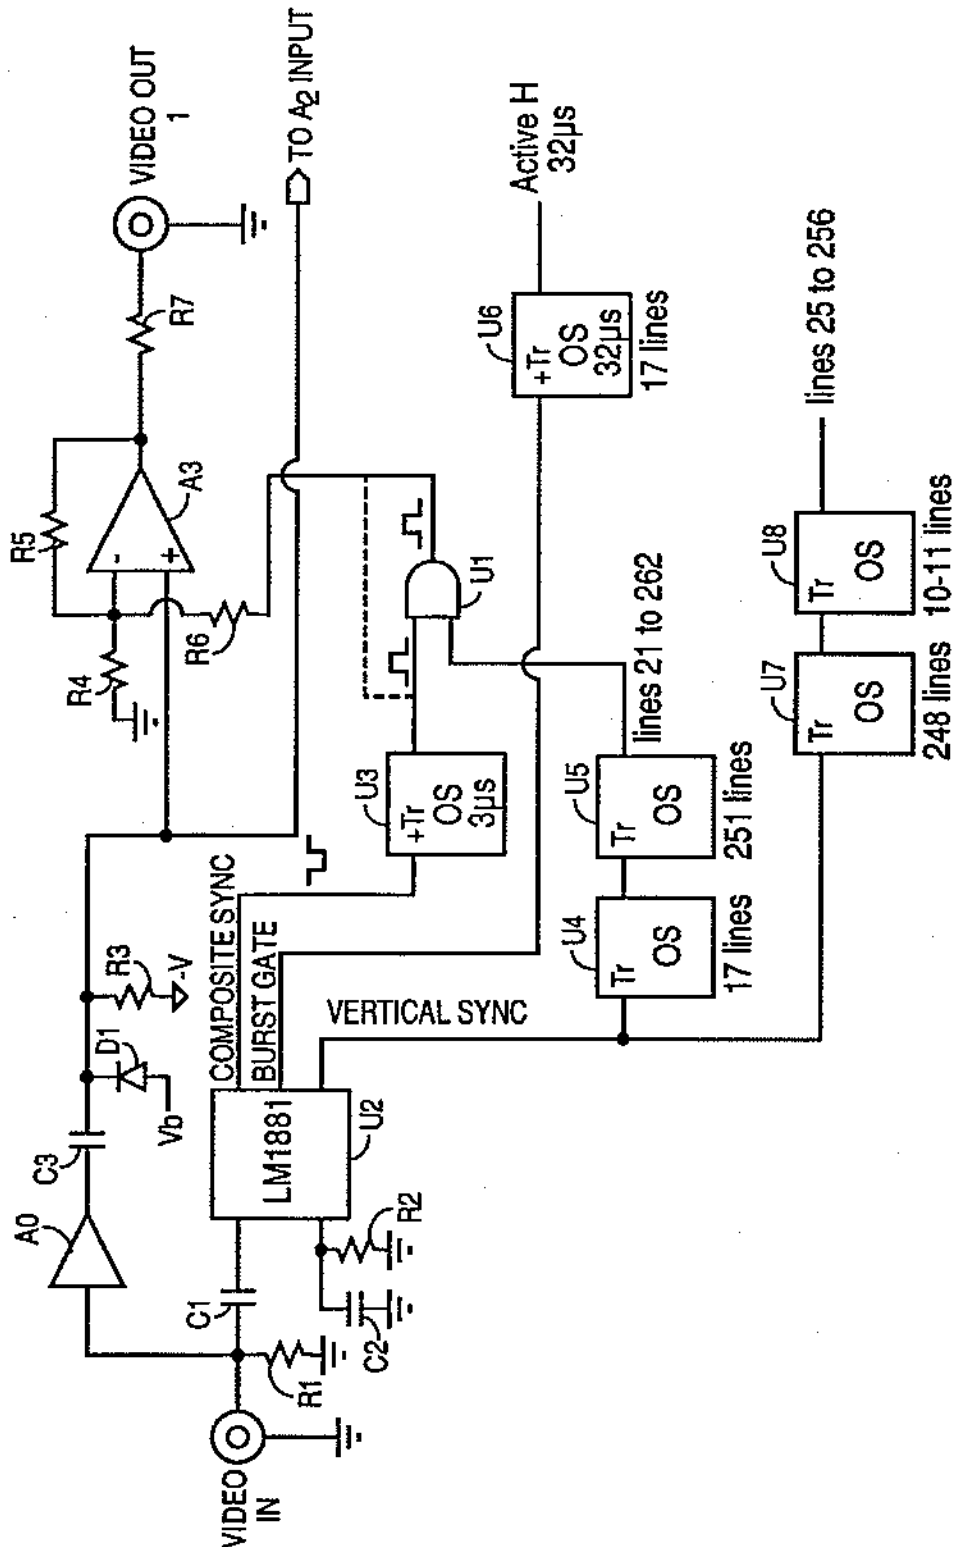 VIDEO OUT
1
R5
R7
A3
-
+
R4
R6
TO A2 INPUT
C3
D1
R3
-V
Vb
A0
COMPOSITE SYNC
BURST GATE
VERTICAL SYNC
LM1881
U2
C1
R1
C2
R2
VIDEO
IN
U3
+Tr
OS
3µs
U1
lines 21 to 262
U6
+Tr
OS
32µs
17 lines
Active H
32µs
U4
Tr
OS
17 lines
U5
Tr
OS
251 lines
U7
Tr
OS
248 lines
U8
Tr
OS
10-11 lines
lines 25 to 256